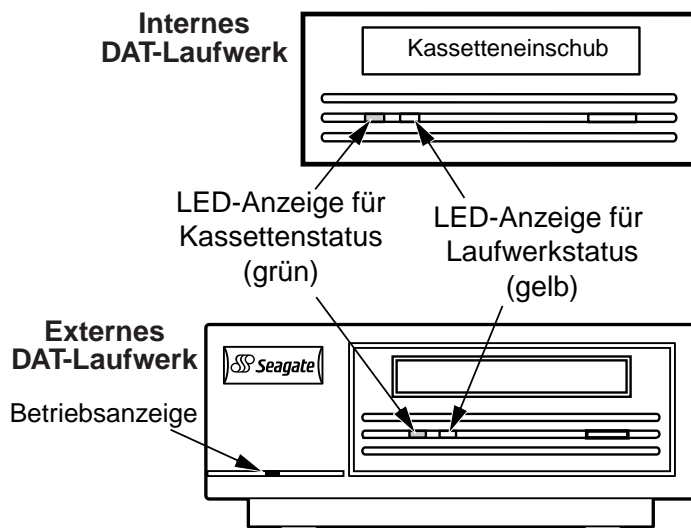 Internes
DAT-Laufwerk
Kassetteneinschub
LED-Anzeige für
Kassettenstatus
(grün)
LED-Anzeige für
Laufwerkstatus
(gelb)
Externes
DAT-Laufwerk
Seagate
Betriebsanzeige